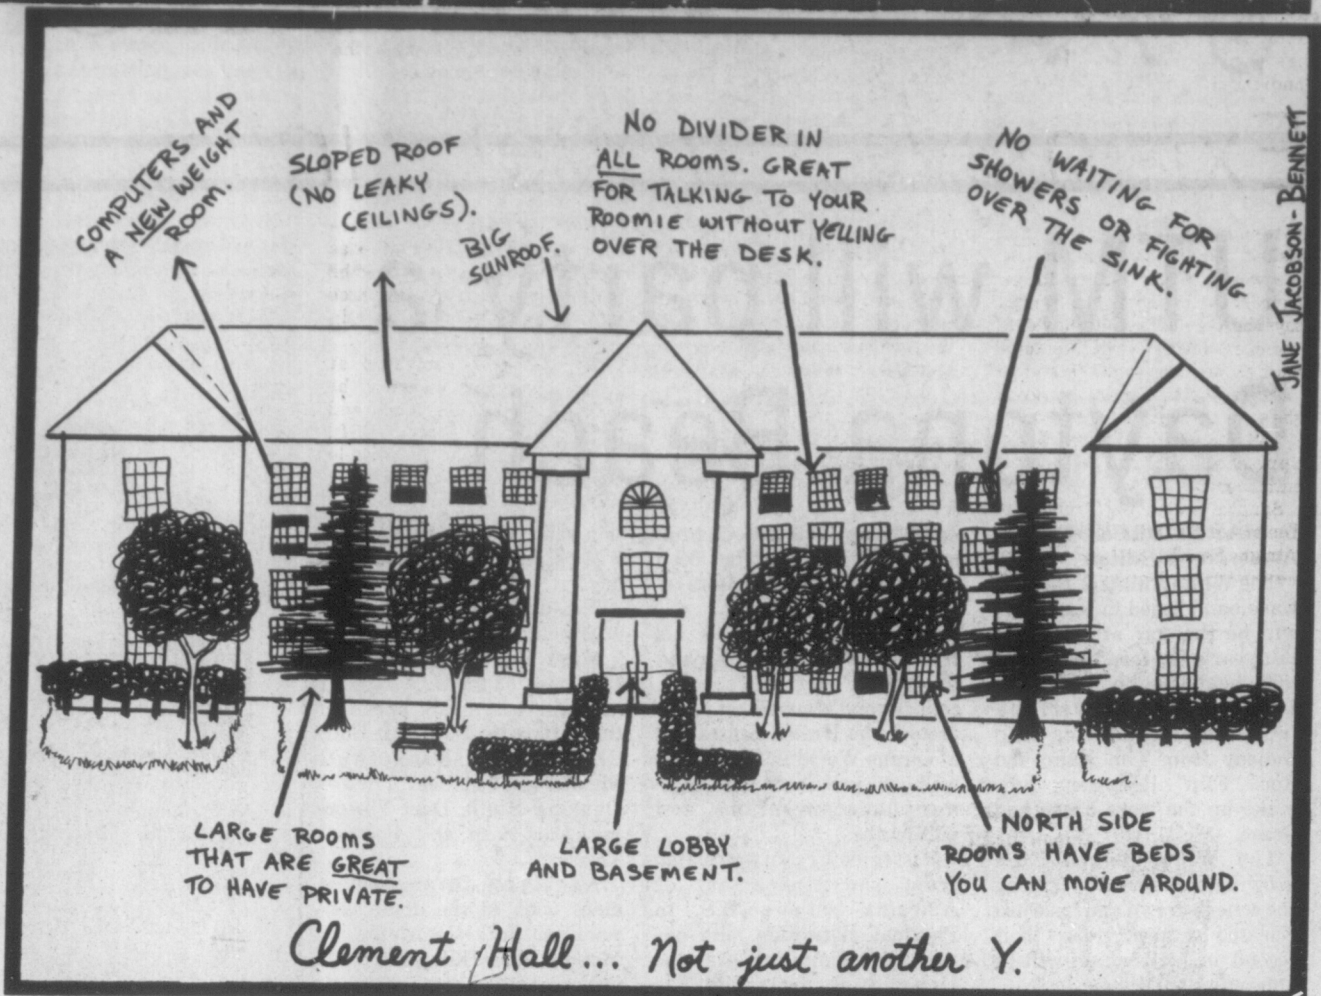 COMPUTERS AND
A NEW WEIGHT
ROOM.
SLOPED ROOF
(NO LEAKY
CEILINGS).
BIG
SUNROOF.
NO DIVIDER IN
ALL ROOMS. GREAT
FOR TALKING TO YOUR
ROOMIE WITHOUT YELLING
OVER THE DESK.
NO WAITING FOR
SHOWERS OR FIGHTING
OVER THE SINK.
JANE JACOBSON-BENNETT
LARGE ROOMS
THAT ARE GREAT
TO HAVE PRIVATE.
LARGE LOBBY
AND BASEMENT.
NORTH SIDE
ROOMS HAVE BEDS
YOU CAN MOVE AROUND.
Clement Hall... Not just another Y.